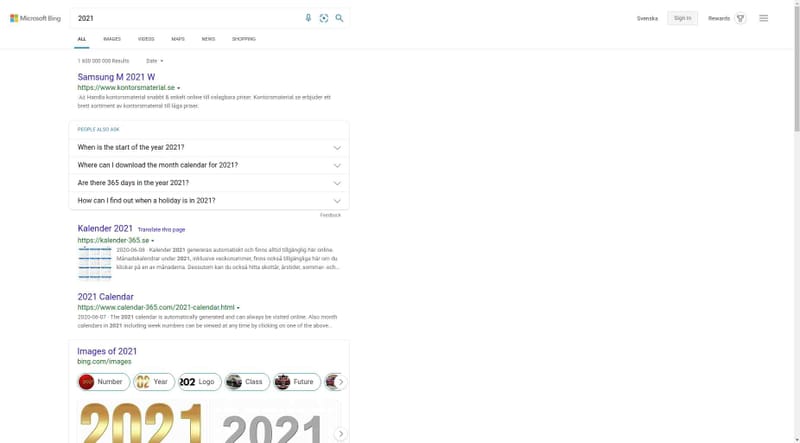 Microsoft Bing
2021
Svenska
Sign in
Rewards
ALL
IMAGES
VIDEOS
MAPS
NEWS
SHOPPING
1 600 000 000 Results
Date
Samsung M 2021 W
https://www.kontorsmaterial.se
Ad Handla kontorsmaterial snabbt & enkelt online till oslagbara priser. Kontorsmaterial.se erbjuder ett
brett sortiment av kontorsmaterial till låga priser.
PEOPLE ALSO ASK
When is the start of the year 2021?
Where can I download the month calendar for 2021?
Are there 365 days in the year 2021?
How can I find out when a holiday is in 2021?
Feedback
Kalender 2021 Translate this page
https://kalender-365.se
2020-06-08 · Kalender 2021 genereras automatiskt och finns alltid tillgänglig här online.
Månadskalendrar under 2021, inklusive veckonummer, finns också tillgängliga här om du
klickar på en av månaderna. Dessutom kan du också hitta skottår, årstider, sommar- och...
2021 Calendar
https://www.calendar-365.com/2021-calendar.html
2020-06-07 · The 2021 calendar is automatically generated and can always be visited online. Also month
calendars in 2021 including week numbers can be viewed at any time by clicking on one of the above...
Images of 2021
bing.com/images
Number
02 Year
202 Logo
Class
Future
2021
2021